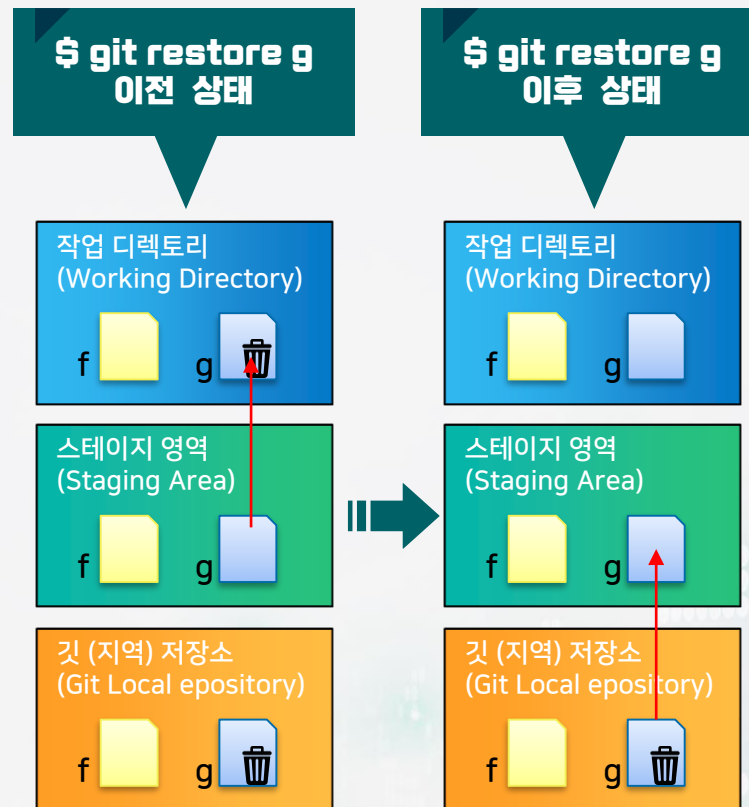 $ git restore g
이전 상태
작업 디렉토리
(Working Directory)
f
g
스테이지 영역
(Staging Area)
f
g
깃 (지역) 저장소
(Git Local epository)
f
g
$ git restore g
이후 상태
작업 디렉토리
(Working Directory)
f
g
스테이지 영역
(Staging Area)
f
g
깃 (지역) 저장소
(Git Local epository)
f
g